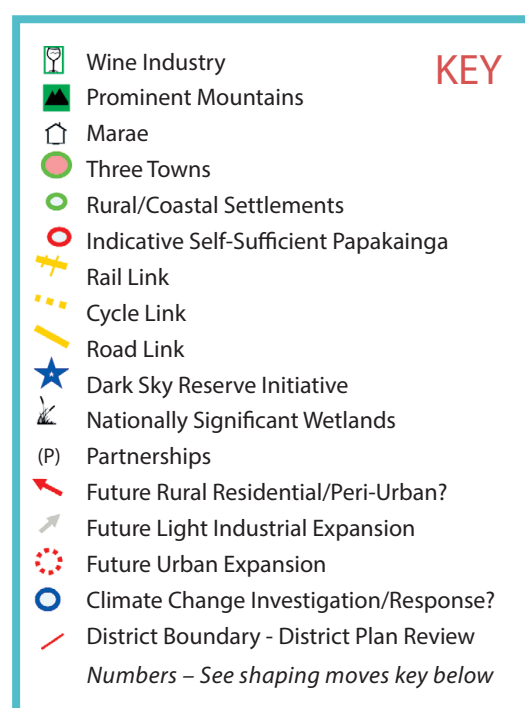 KEY
Wine Industry
Prominent Mountains
Marae
Three Towns
Rural/Coastal Settlements
Indicative Self-Sufficient Papakainga
Rail Link
Cycle Link
Road Link
Dark Sky Reserve Initiative
Nationally Significant Wetlands
(P) Partnerships
Future Rural Residential/Peri-Urban?
Future Light Industrial Expansion
Future Urban Expansion
Climate Change Investigation/Response?
District Boundary - District Plan Review
Numbers – See shaping moves key below